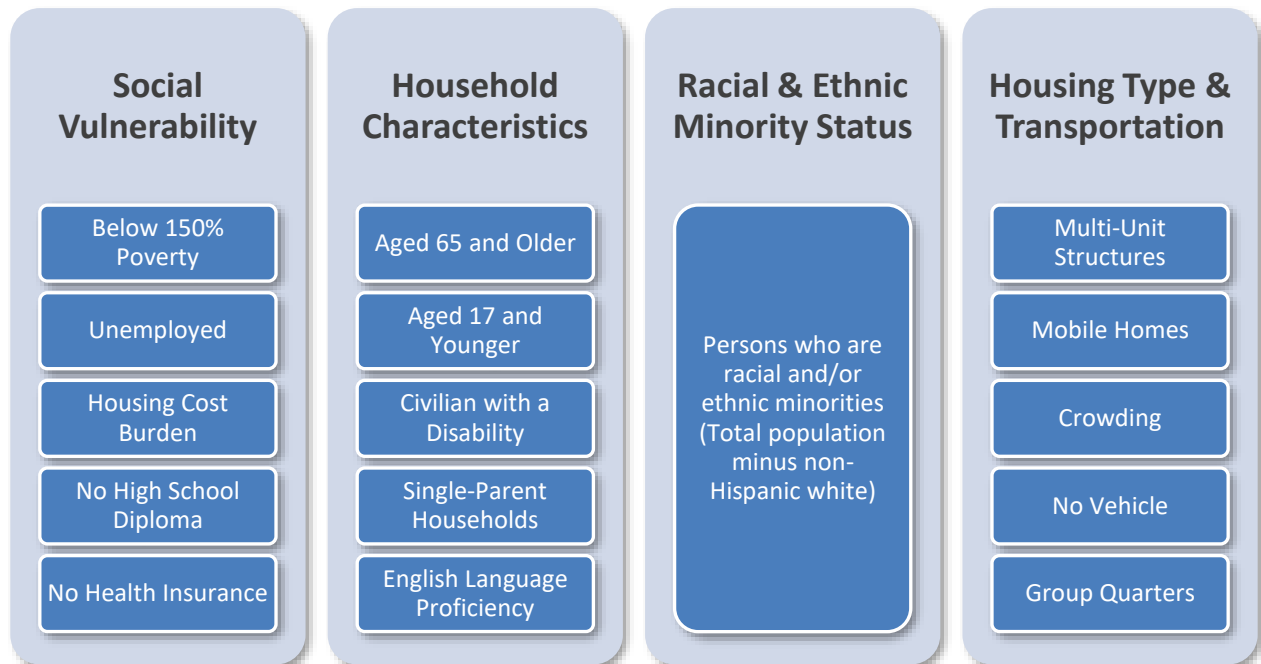 Social
Vulnerability
Below 150%
Poverty
Unemployed
Housing Cost
Burden
No High School
Diploma
No Health Insurance
Household
Characteristics
Aged 65 and Older
Aged 17 and
Younger
Civilian with a
Disability
Single-Parent
Households
English Language
Proficiency
Racial & Ethnic
Minority Status
Persons who are
racial and/or
ethnic minorities
(Total population
minus non-
Hispanic white)
Housing Type &
Transportation
Multi-Unit
Structures
Mobile Homes
Crowding
No Vehicle
Group Quarters